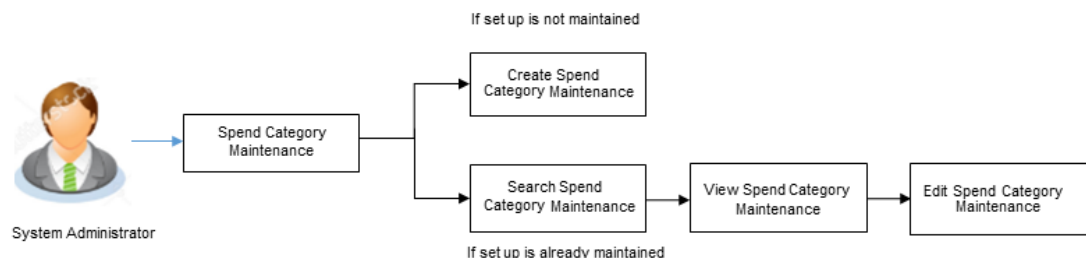 If set up is not maintained
Create Spend
Category Maintenance
Spend Category
Maintenance
Search Spend
Category Maintenance
View Spend Category
Maintenance
Edit Spend Category
Maintenance
System Administrator
If set up is already maintained